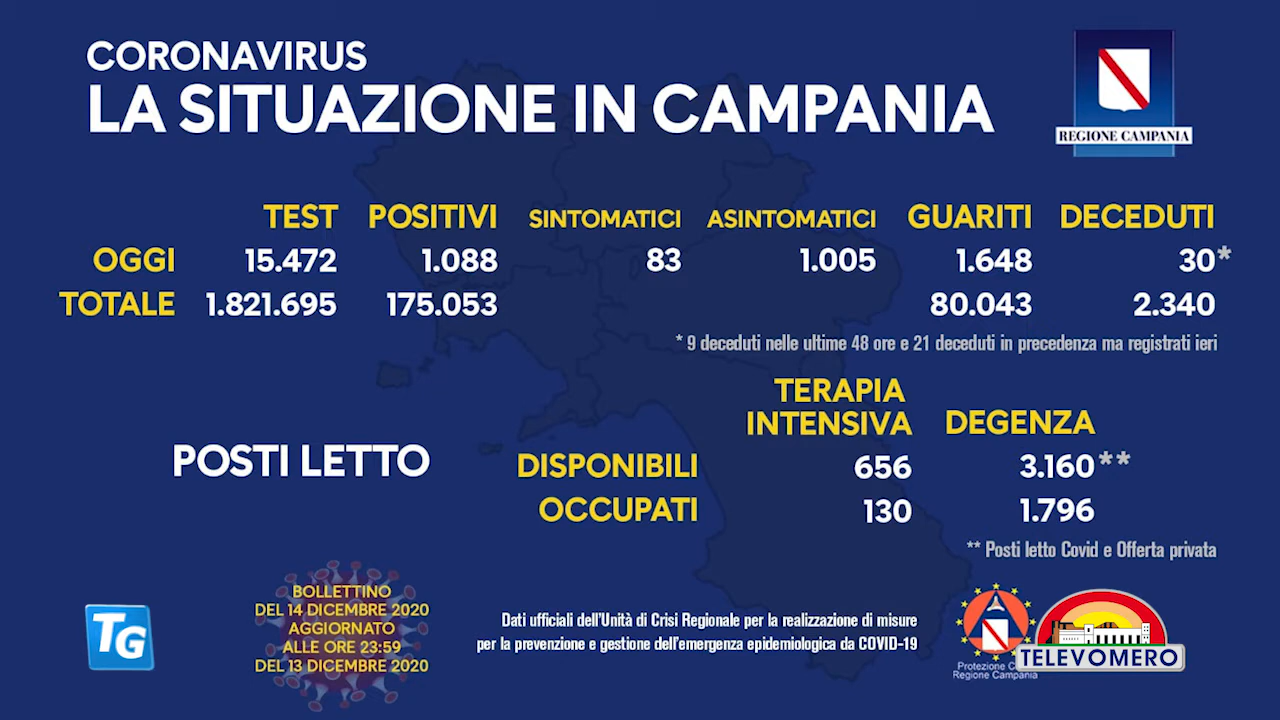 CORONAVIRUS
LA SITUAZIONE IN CAMPANIA
REGIONE CAMPANIA
TEST POSITIVI SINTOMATICI ASINTOMATICI GUARITI DECEDUTI
OGGI 15.472 1.088 83 1.005 1.648 30*
TOTALE 1.821.695 175.053 80.043 2.340
* 9 deceduti nelle ultime 48 ore e 21 deceduti in precedenza ma registrati ieri
TERAPIA
INTENSIVA DEGENZA
POSTI LETTO
DISPONIBILI 656 3.160**
OCCUPATI 130 1.796
** Posti letto Covid e Offerta privata
TG
BOLLETTINO
DEL 14 DICEMBRE 2020
AGGIORNATO
ALLE ORE 23:59
DEL 13 DICEMBRE 2020
Dati ufficiali dell'Unità di Crisi Regionale per la realizzazione di misure
per la prevenzione e gestione dell'emergenza epidemiologica da COVID-19
Protezione
Regione Campania
TELEVOMERO